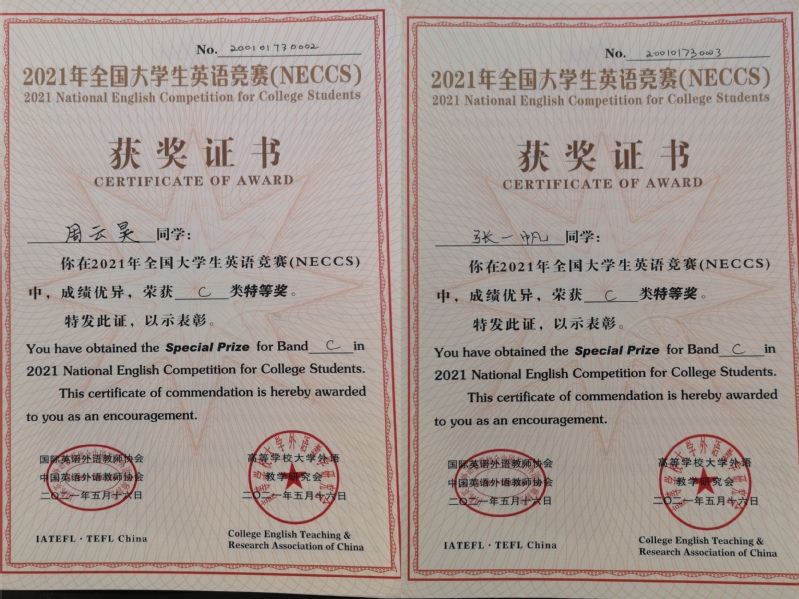 No. 200101730002
2021年全国大学生英语竞赛(NECCS)
2021 National English Competition for College Students
获奖证书
CERTIFICATE OF AWARD
周云昊 同学：
你在2021年全国大学生英语竞赛(NECCS)
中，成绩优异，荣获 C 类特等奖。
特发此证，以示表彰。
You have obtained the Special Prize for Band C in
2021 National English Competition for College Students.
This certificate of commendation is hereby awarded
to you as an encouragement.
国际英语外语教师协会
中国英语外语教师协会
二〇二一年五月十六日
IATEFL·TEFL China
高等学校大学外语
教学研究会
二〇二一年五月十六日
College English Teaching &
Research Association of China
No. 200101730003
2021年全国大学生英语竞赛(NECCS)
2021 National English Competition for College Students
获奖证书
CERTIFICATE OF AWARD
张一帆 同学：
你在2021年全国大学生英语竞赛(NECCS)
中，成绩优异，荣获 C 类特等奖。
特发此证，以示表彰。
You have obtained the Special Prize for Band C in
2021 National English Competition for College Students.
This certificate of commendation is hereby awarded
to you as an encouragement.
国际英语外语教师协会
中国英语外语教师协会
二〇二一年五月十六日
IATEFL·TEFL China
高等学校大学外语
教学研究会
二〇二一年五月十六日
College English Teaching &
Research Association of China